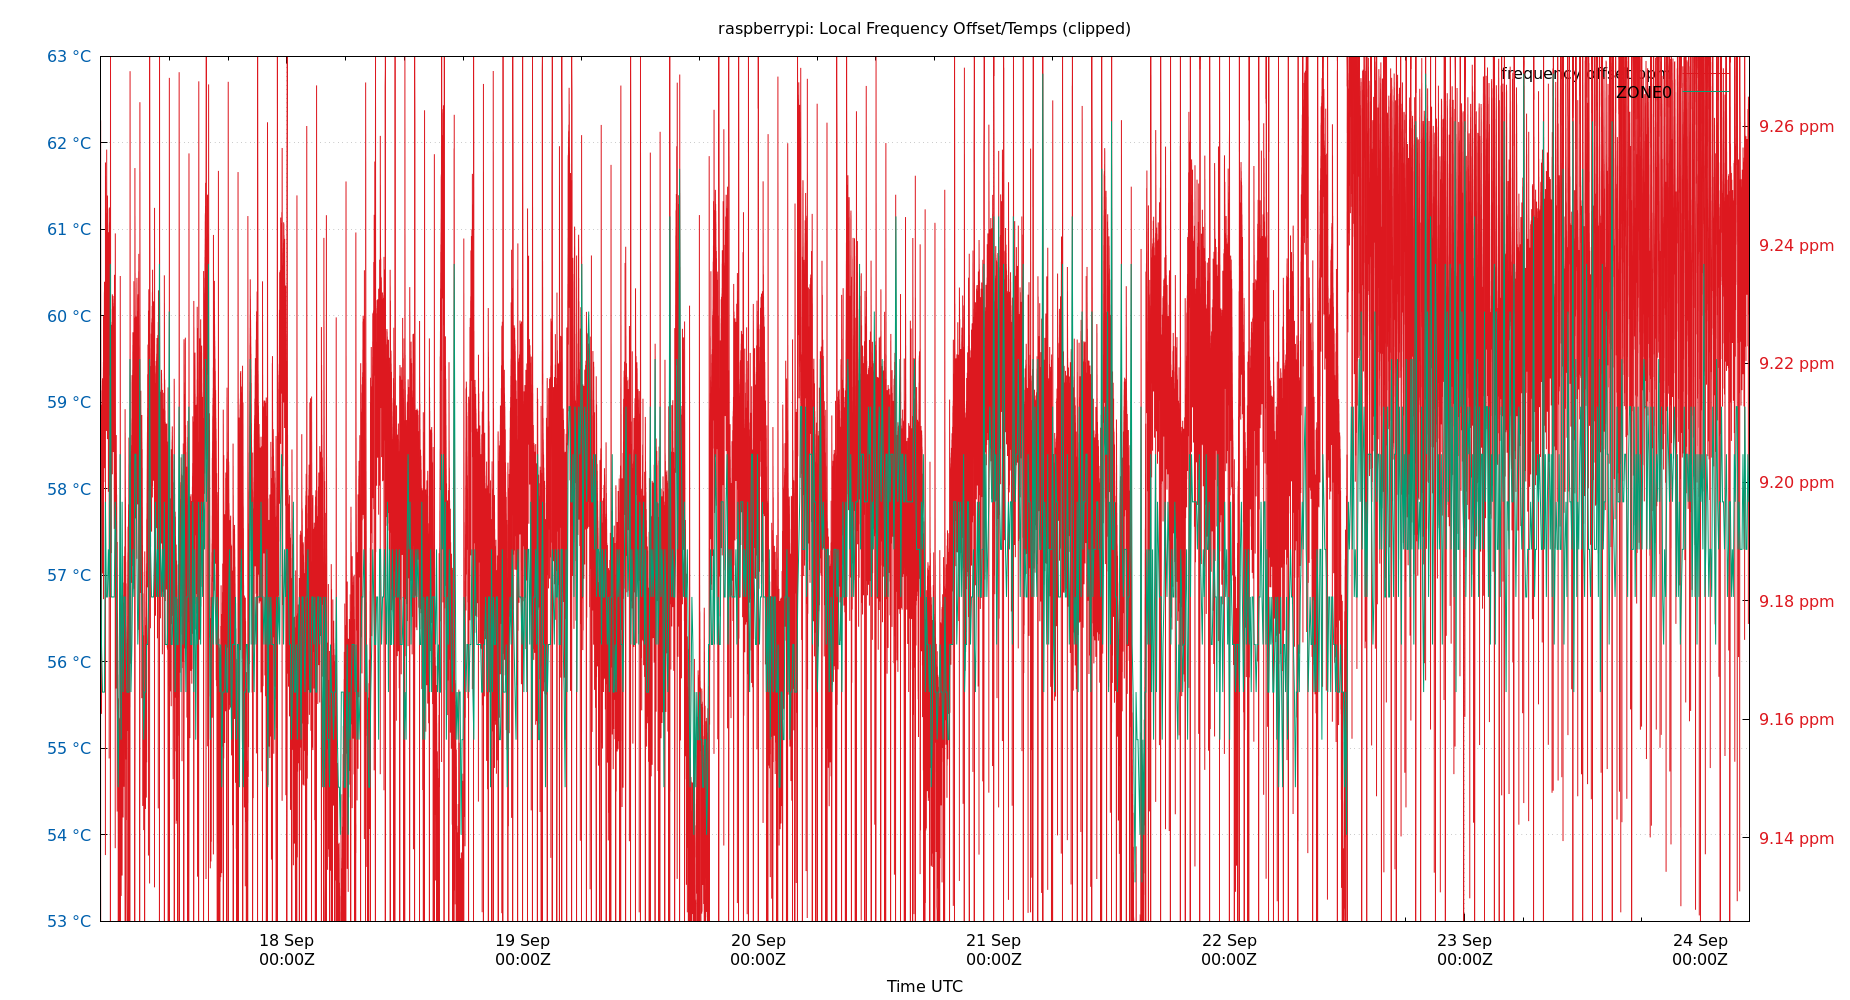 raspberrypi: Local Frequency Offset/Temps (clipped)
63 °C
62 °C
61 °C
60 °C
59 °C
58 °C
57 °C
56 °C
55 °C
54 °C
53 °C
frequency offset ppm
ZONE0
9.26 ppm
9.24 ppm
9.22 ppm
9.20 ppm
9.18 ppm
9.16 ppm
9.14 ppm
18 Sep
00:00Z
19 Sep
00:00Z
20 Sep
00:00Z
21 Sep
00:00Z
22 Sep
00:00Z
23 Sep
00:00Z
24 Sep
00:00Z
Time UTC